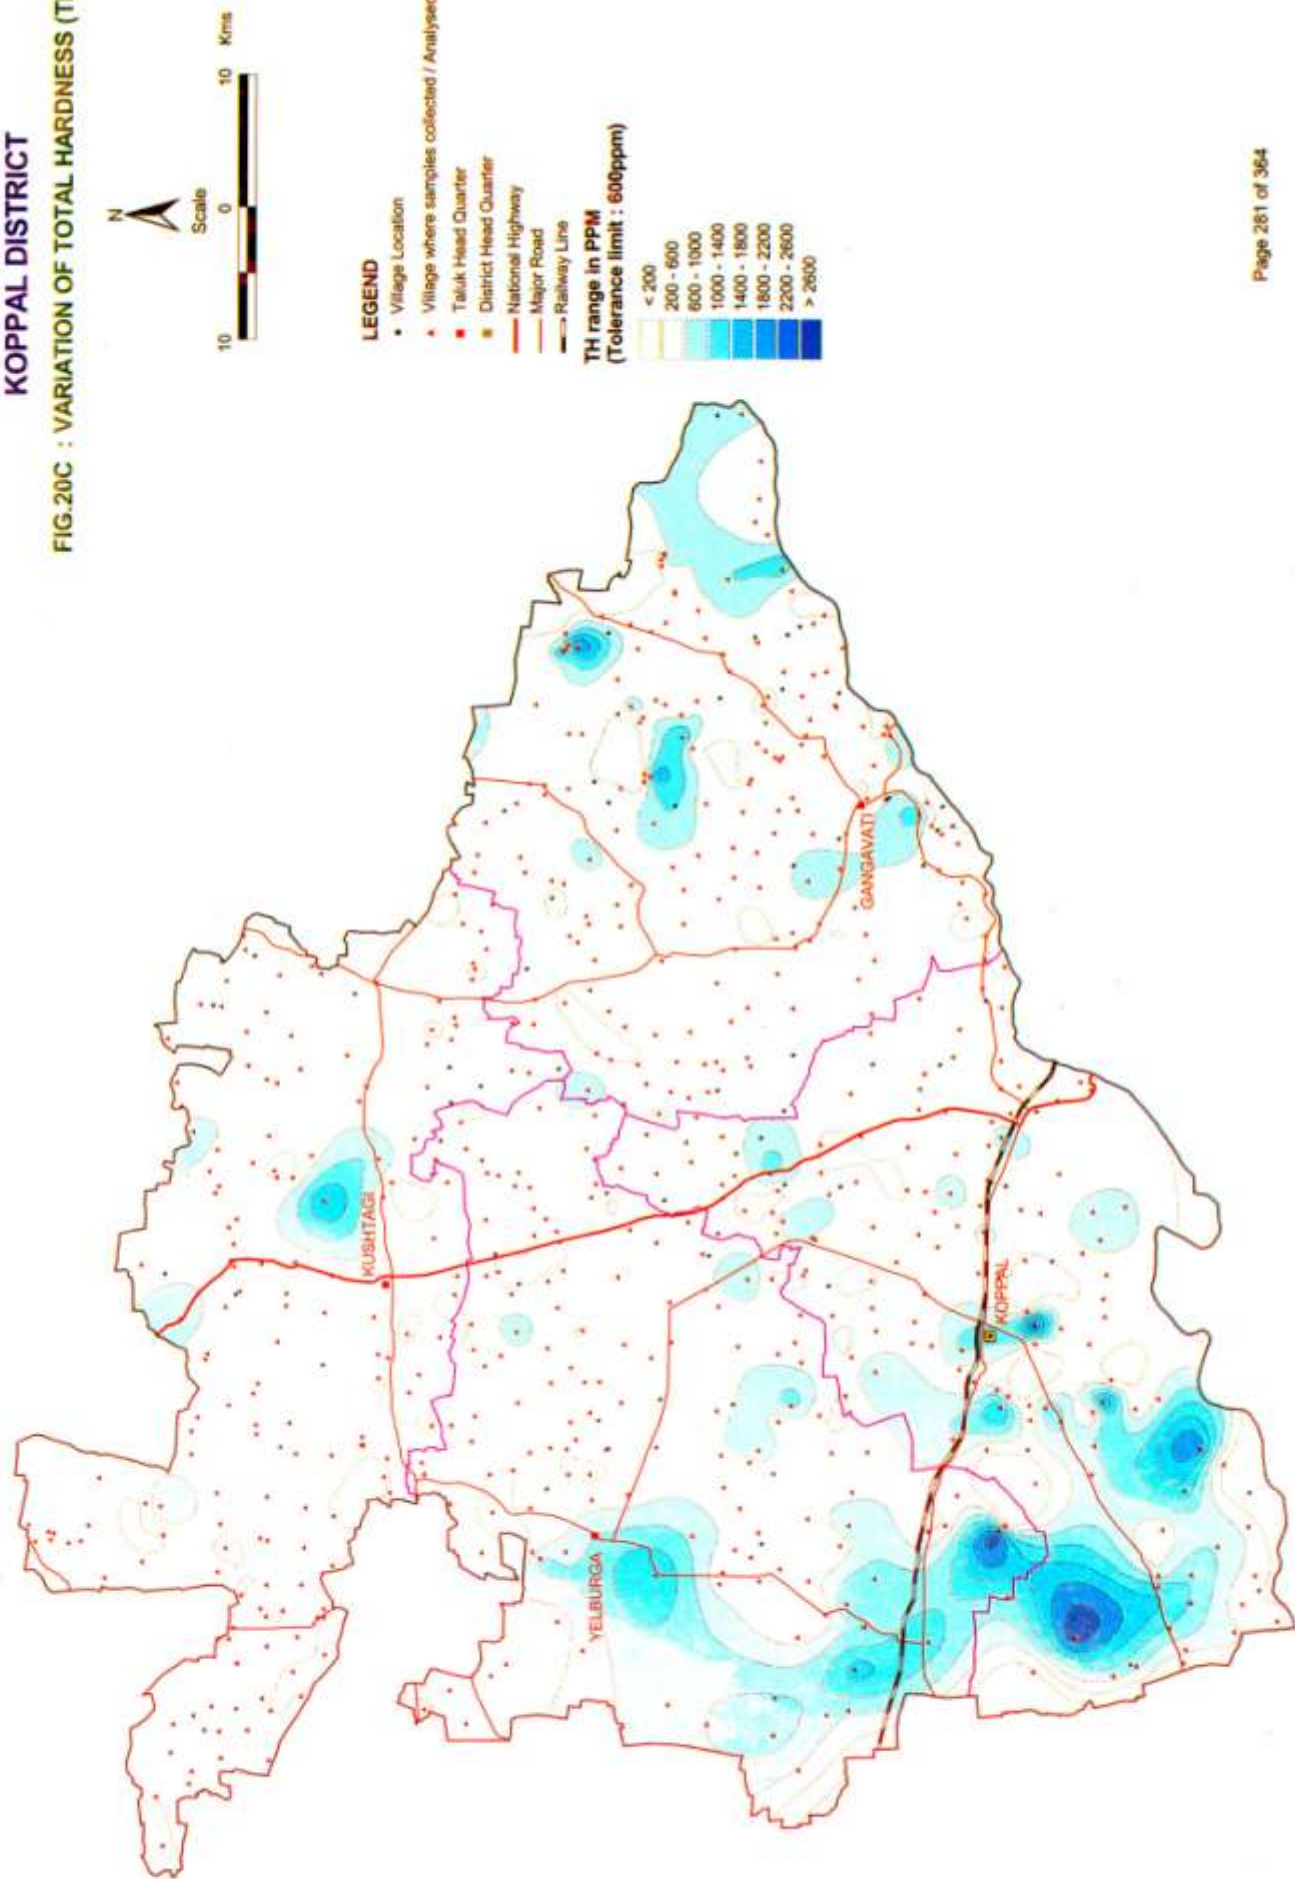 KOPPAL DISTRICT
FIG.20C : VARIATION OF TOTAL HARDNESS (T
N
Scale
10 0 10 Kms
LEGEND
Village Location
Village where samples collected / Analysed
Taluk Head Quarter
District Head Quarter
National Highway
Major Road
Railway Line
TH range in PPM
(Tolerance limit : 600ppm)
< 200
200 - 600
600 - 1000
1000 - 1400
1400 - 1800
1800 - 2200
2200 - 2600
> 2600
KUSHTAGI
YELBURGA
GANGAVATI
KOPPAL
Page 281 of 364